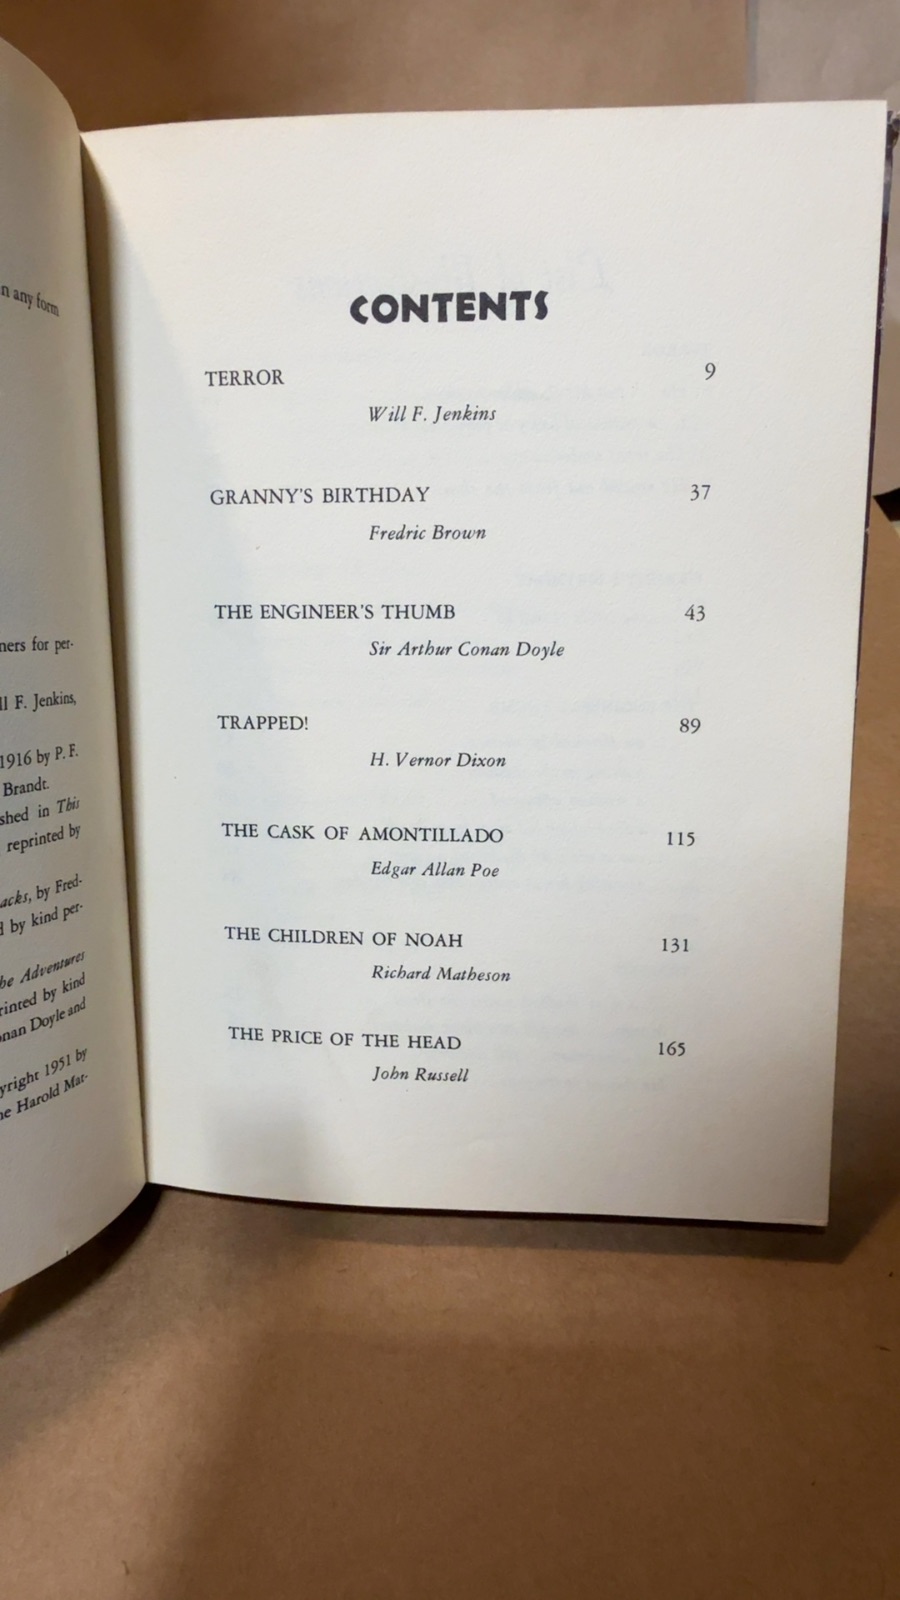 n any form
ners for per-
ll F. Jenkins,
1916 by P. F.
Brandt.
shed in This
reprinted by
acks, by Fred-
d by kind per-
he Adventures
rinted by kind
onan Doyle and
yright 1951 by
he Harold Mat-
CONTENTS
TERROR 9
Will F. Jenkins
GRANNY'S BIRTHDAY 37
Fredric Brown
THE ENGINEER'S THUMB 43
Sir Arthur Conan Doyle
TRAPPED! 89
H. Vernor Dixon
THE CASK OF AMONTILLADO 115
Edgar Allan Poe
THE CHILDREN OF NOAH 131
Richard Matheson
THE PRICE OF THE HEAD 165
John Russell